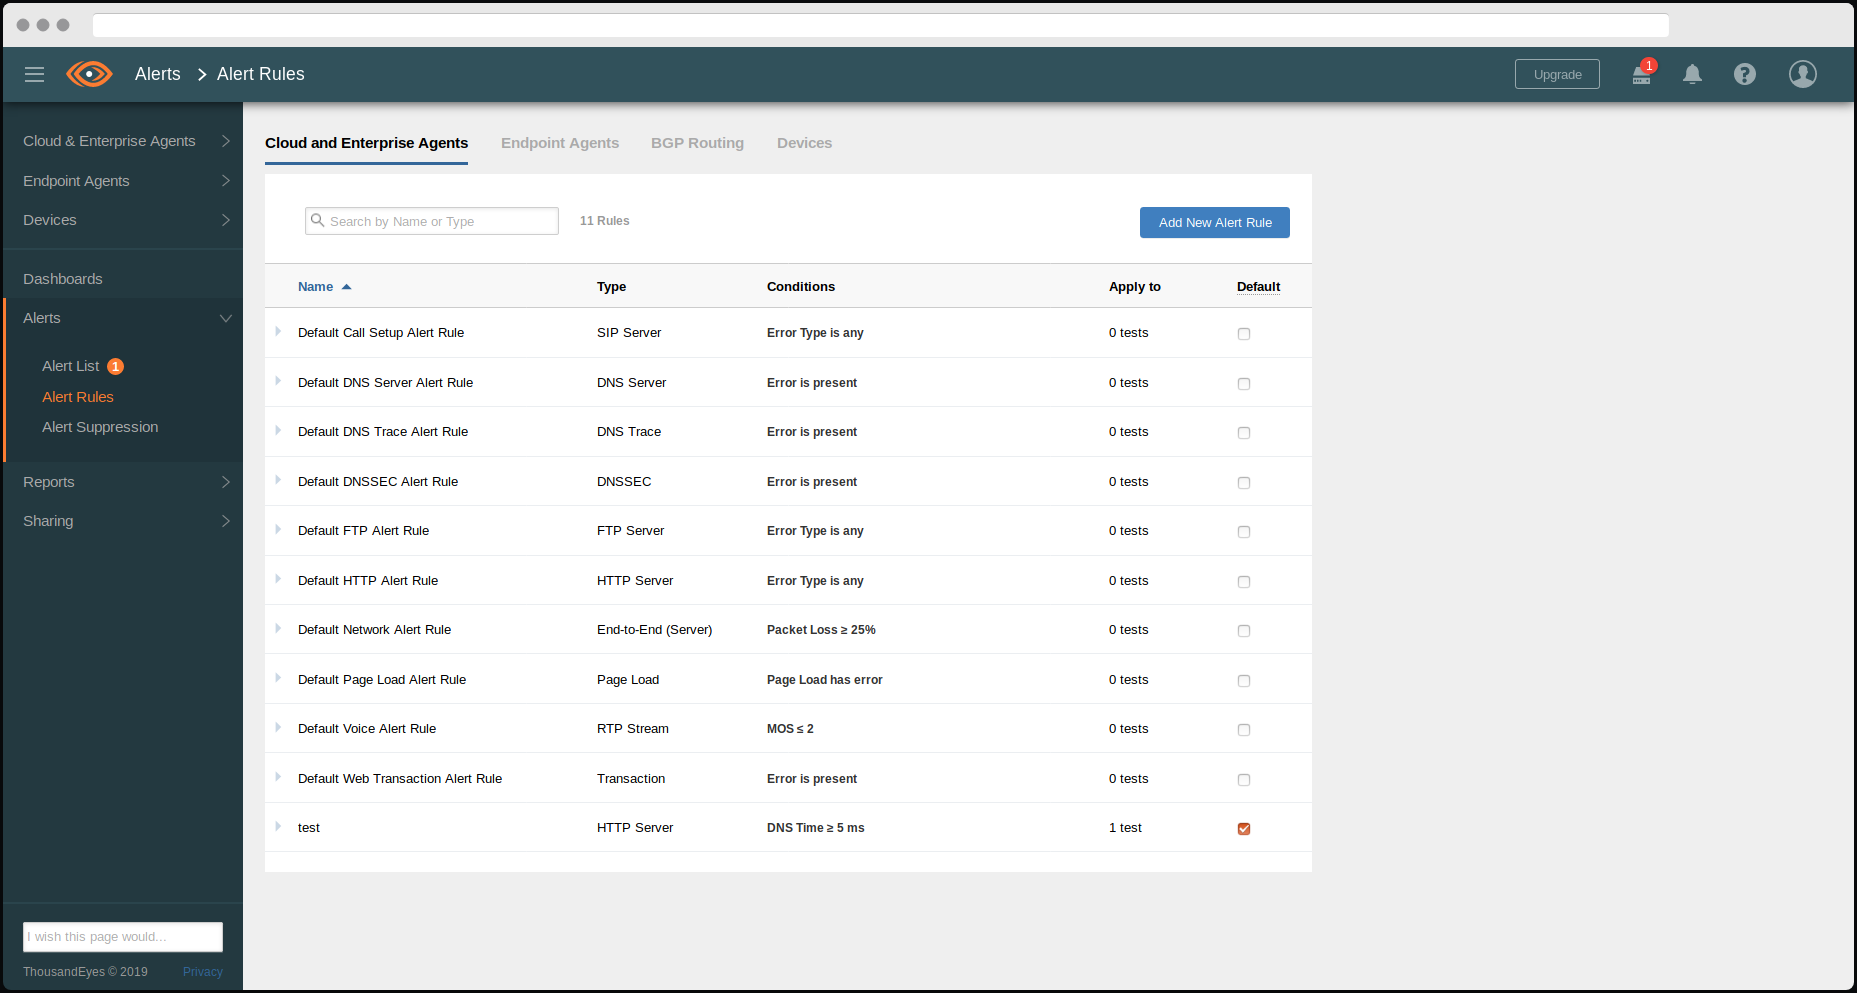 Alerts > Alert Rules
Upgrade
1
Cloud & Enterprise Agents
Endpoint Agents
Devices
Dashboards
Alerts
Alert List 1
Alert Rules
Alert Suppression
Reports
Sharing
I wish this page would...
ThousandEyes © 2019 Privacy
Cloud and Enterprise Agents Endpoint Agents BGP Routing Devices
Search by Name or Type 11 Rules Add New Alert Rule
Name Type Conditions Apply to Default
Default Call Setup Alert Rule SIP Server Error Type is any 0 tests
Default DNS Server Alert Rule DNS Server Error is present 0 tests
Default DNS Trace Alert Rule DNS Trace Error is present 0 tests
Default DNSSEC Alert Rule DNSSEC Error is present 0 tests
Default FTP Alert Rule FTP Server Error Type is any 0 tests
Default HTTP Alert Rule HTTP Server Error Type is any 0 tests
Default Network Alert Rule End-to-End (Server) Packet Loss ≥ 25% 0 tests
Default Page Load Alert Rule Page Load Page Load has error 0 tests
Default Voice Alert Rule RTP Stream MOS ≤ 2 0 tests
Default Web Transaction Alert Rule Transaction Error is present 0 tests
test HTTP Server DNS Time ≥ 5 ms 1 test